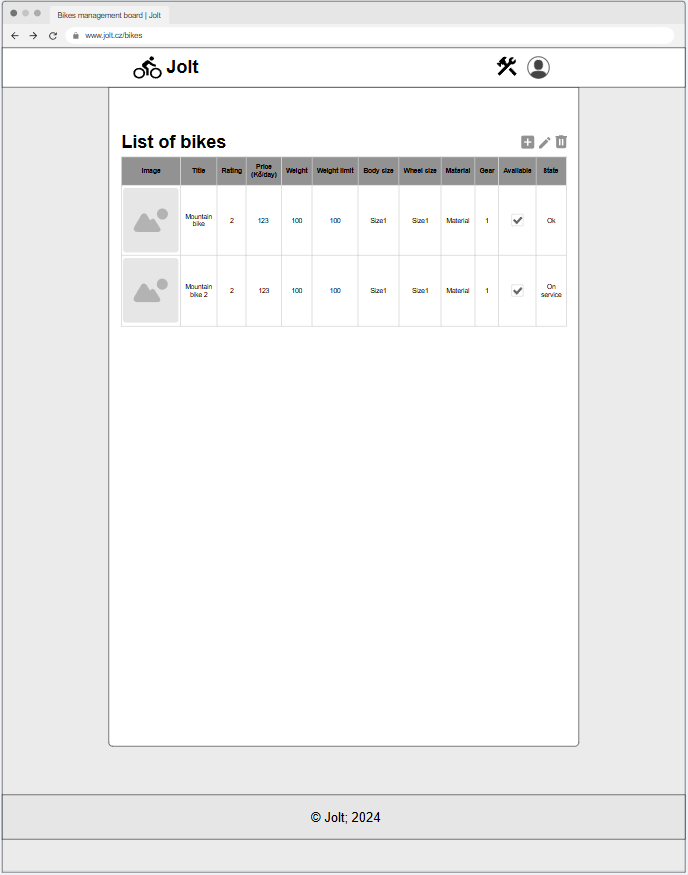 Bikes management board | Jolt
www.jolt.cz/bikes
Jolt
List of bikes
Image Title Rating Price Weight Weight limit Body size Wheel size Material Gear Available State
(Kč/day)
Mountain 2 123 100 100 Size1 Size1 Material 1 Ok
bike
Mountain 2 123 100 100 Size1 Size1 Material 1 On
bike 2 service
© Jolt; 2024